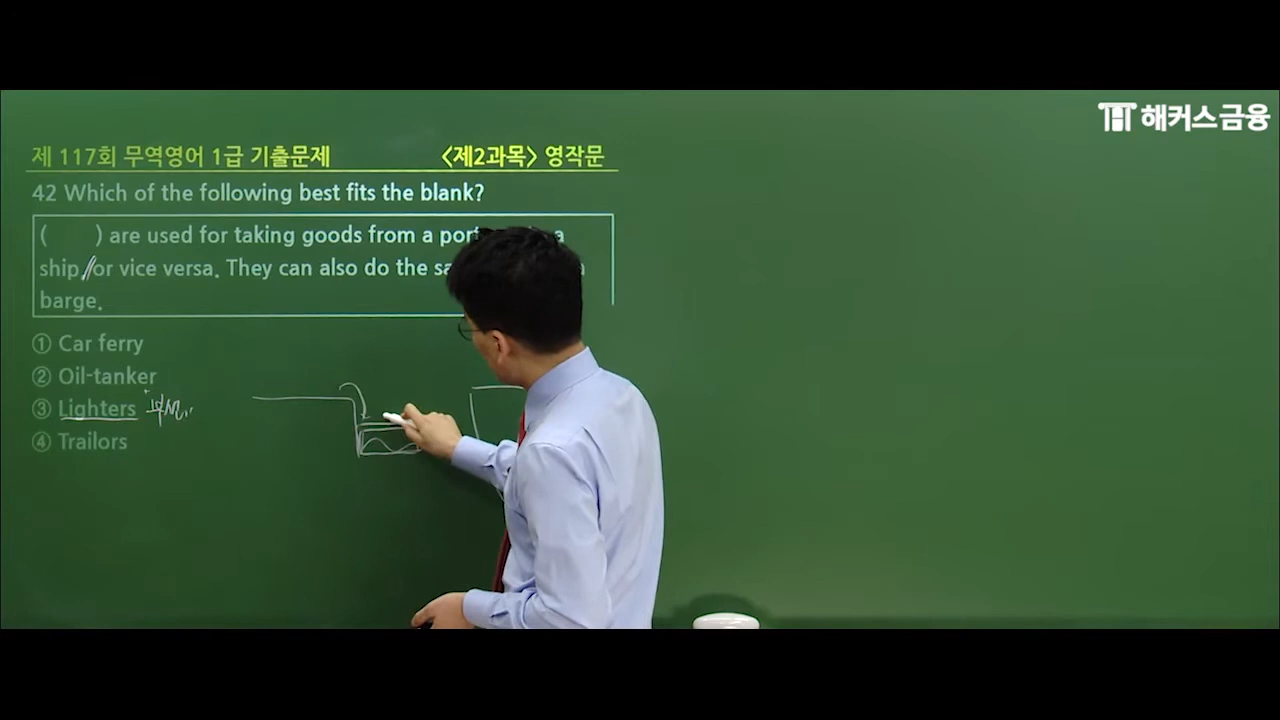 해커스금융
제 117회 무역영어 1급 기출문제 <제2과목> 영작문
42 Which of the following best fits the blank?
( ) are used for taking goods from a port a
ship, or vice versa. They can also do the a
barge.
① Car ferry
② Oil-tanker
③ Lighters 부선
④ Trailors